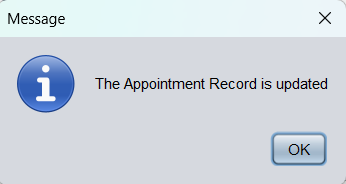 Message
The Appointment Record is updated
OK